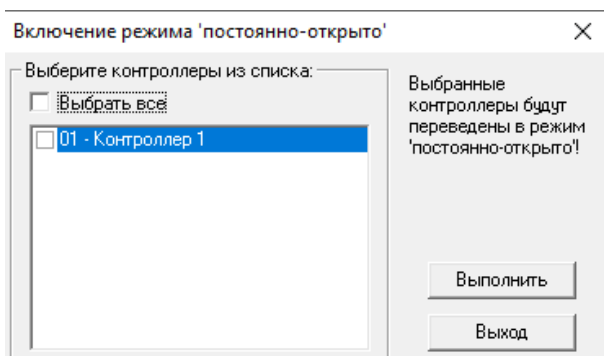 Включение режима 'постоянно-открыто'
Выберите контроллеры из списка:
Выбрать все
01 - Контроллер 1
Выбранные
контроллеры будут
переведены в режим
'постоянно-открыто'!
Выполнить
Выход